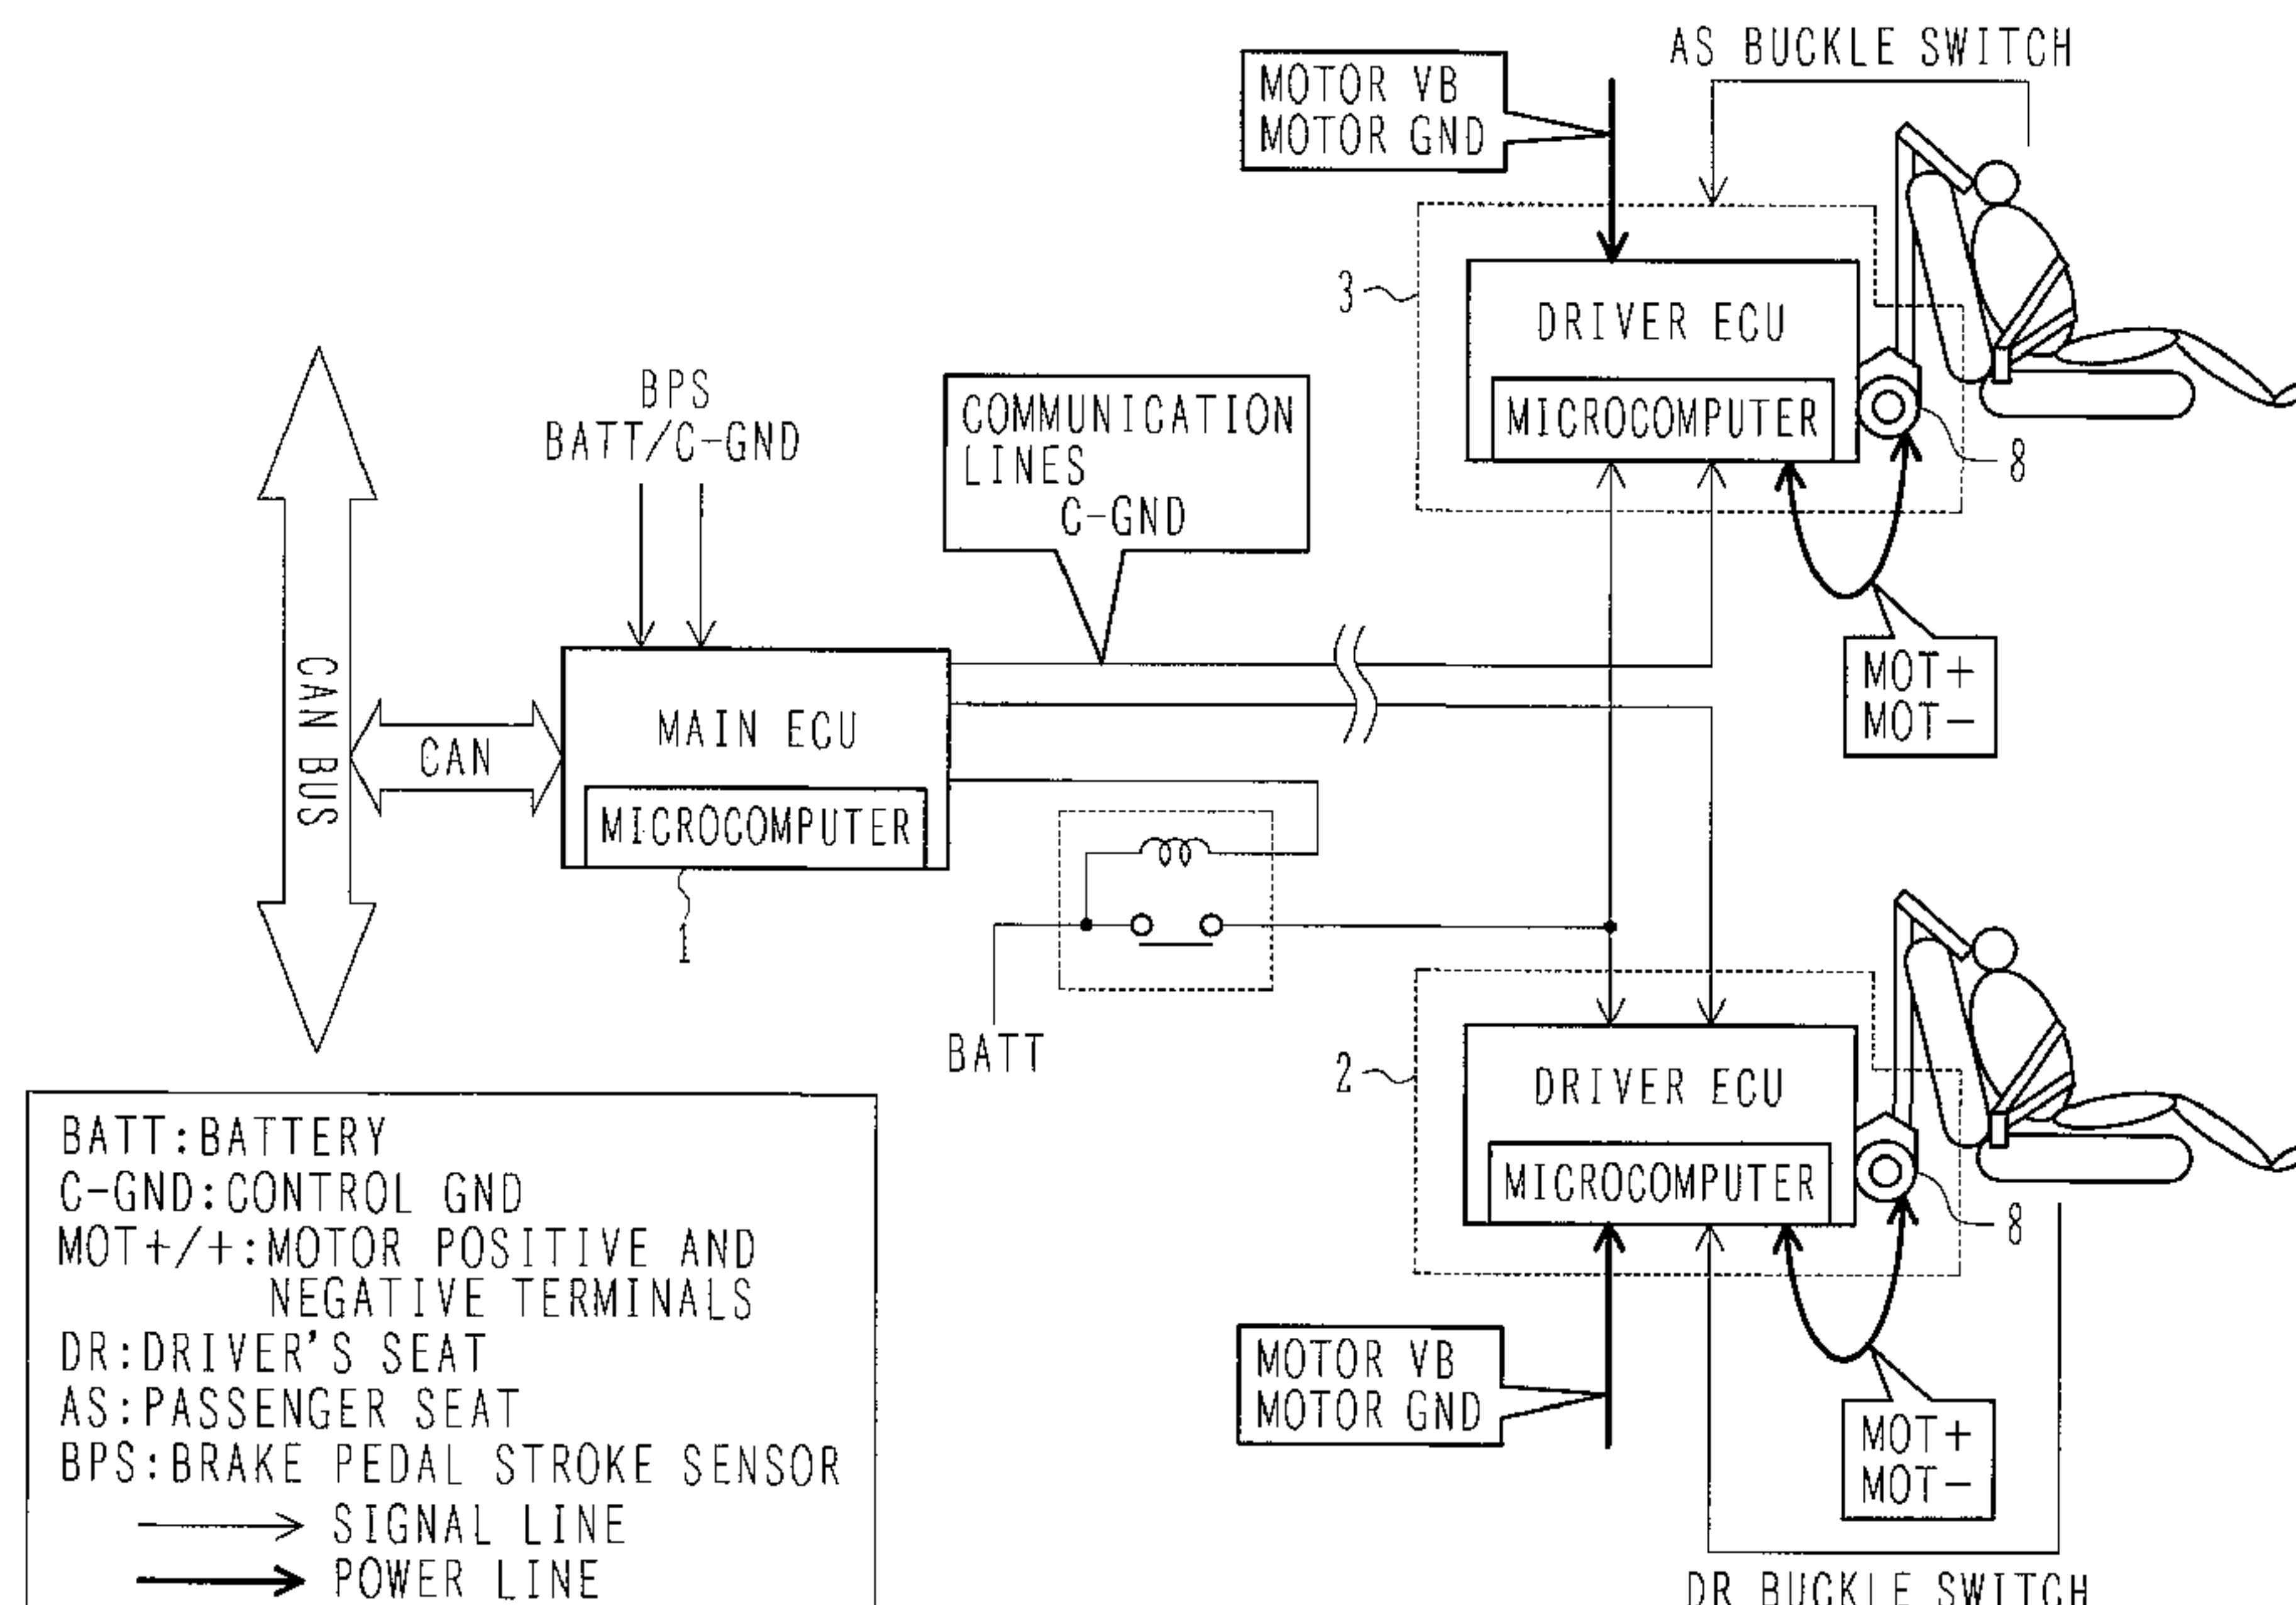 AS BUCKLE SWITCH
MOTOR VB
MOTOR GND
3
DRIVER ECU
MICROCOMPUTER
8
MOT+
MOT−
BPS
BATT/C-GND
COMMUNICATION
LINES
C-GND
CAN BUS
CAN
MAIN ECU
MICROCOMPUTER
1
BATT
2
DRIVER ECU
MICROCOMPUTER
8
MOTOR VB
MOTOR GND
MOT+
MOT−
DR BUCKLE SWITCH
BATT:BATTERY
C-GND:CONTROL GND
MOT+/+:MOTOR POSITIVE AND
NEGATIVE TERMINALS
DR:DRIVER'S SEAT
AS:PASSENGER SEAT
BPS:BRAKE PEDAL STROKE SENSOR
SIGNAL LINE
POWER LINE